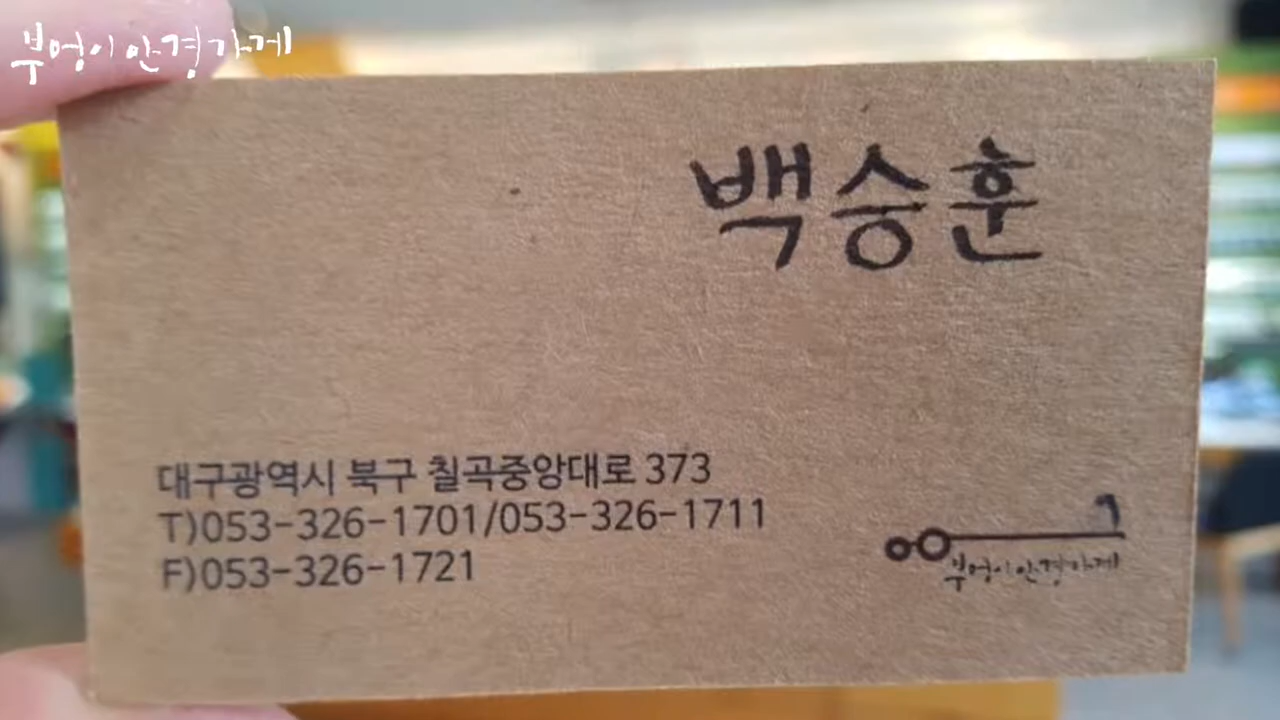 부엉이안경가게
백승훈
대구광역시 북구 칠곡중앙대로 373
T)053-326-1701/053-326-1711
F)053-326-1721
부엉이안경가게